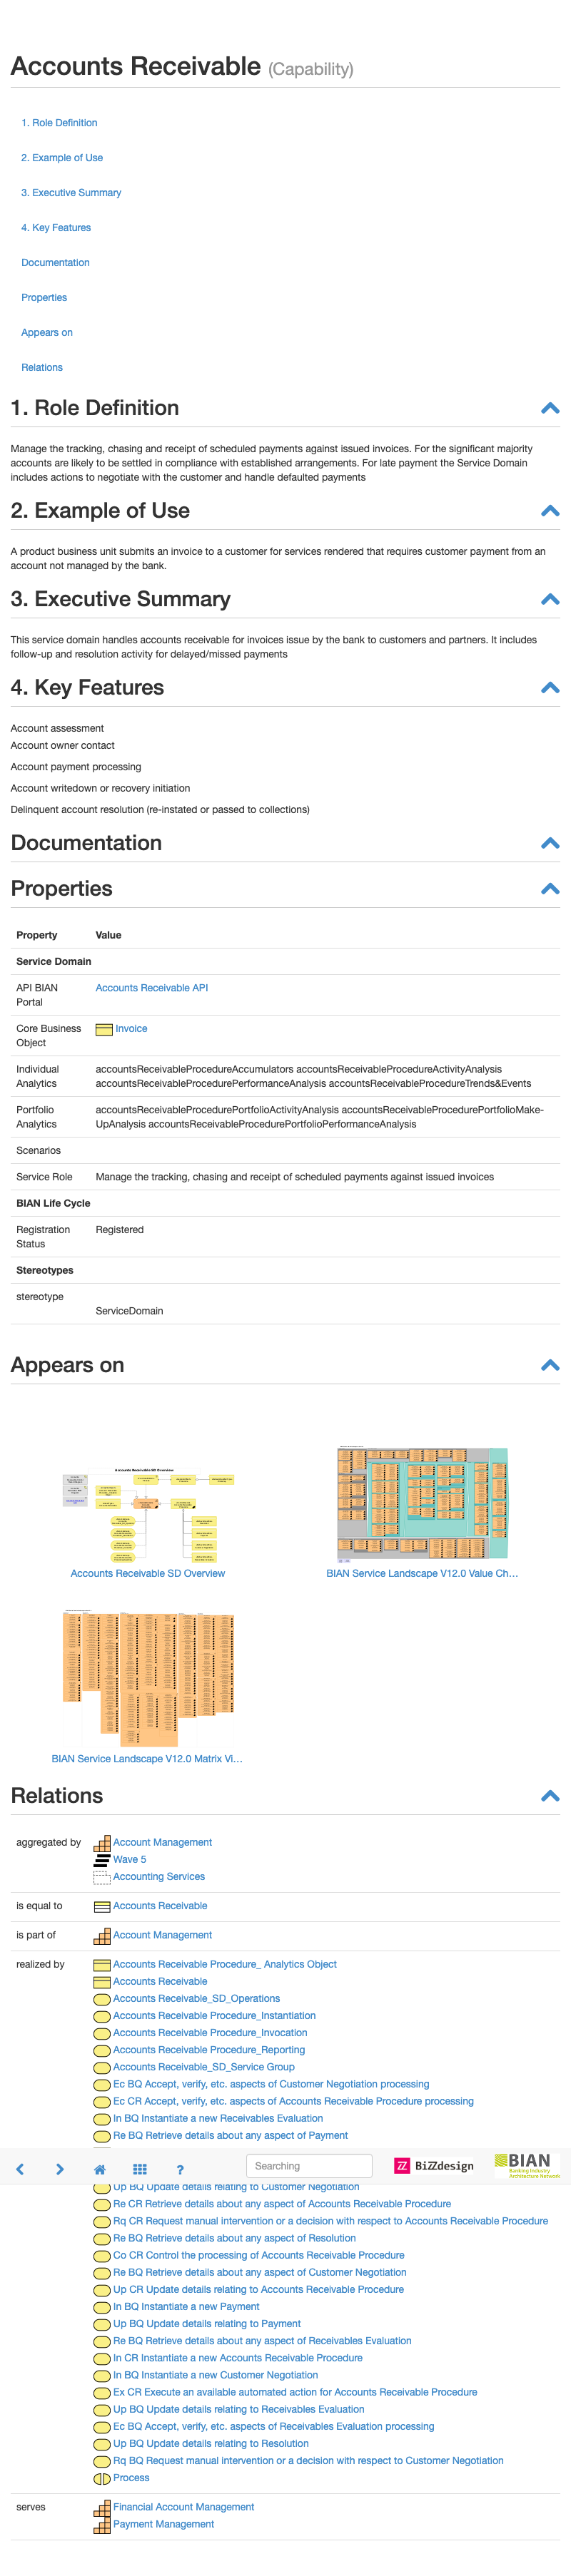 Accounts Receivable (Capability)
1. Role Definition
2. Example of Use
3. Executive Summary
4. Key Features
Documentation
Properties
Appears on
Relations
1. Role Definition
Manage the tracking, chasing and receipt of scheduled payments against issued invoices. For the significant majority
accounts are likely to be settled in compliance with established arrangements. For late payment the Service Domain
includes actions to negotiate with the customer and handle defaulted payments
2. Example of Use
A product business unit submits an invoice to a customer for services rendered that requires customer payment from an
account not managed by the bank.
3. Executive Summary
This service domain handles accounts receivable for invoices issue by the bank to customers and partners. It includes
follow-up and resolution activity for delayed/missed payments
4. Key Features
Account assessment
Account owner contact
Account payment processing
Account writedown or recovery initiation
Delinquent account resolution (re-instated or passed to collections)
Documentation
Properties
Property Value
Service Domain
API BIAN Portal
Accounts Receivable API
Core Business Object
Invoice
Individual Analytics
accountsReceivableProcedureAccumulators accountsReceivableProcedureActivityAnalysis
accountsReceivableProcedurePerformanceAnalysis accountsReceivableProcedureTrends&Events
Portfolio Analytics
accountsReceivableProcedurePortfolioActivityAnalysis accountsReceivableProcedurePortfolioMake-
UpAnalysis accountsReceivableProcedurePortfolioPerformanceAnalysis
Scenarios
Service Role Manage the tracking, chasing and receipt of scheduled payments against issued invoices
BIAN Life Cycle
Registration Status
Registered
Stereotypes
stereotype
ServiceDomain
Appears on
Accounts Receivable SD Overview
Accounts Receivable SD Overview
BIAN Service Landscape V12.0 Value Ch...
BIAN Service Landscape V12.0 Matrix Vi...
Relations
aggregated by Account Management
Wave 5
Accounting Services
is equal to Accounts Receivable
is part of Account Management
realized by Accounts Receivable Procedure_ Analytics Object
Accounts Receivable
Accounts Receivable_SD_Operations
Accounts Receivable Procedure_Instantiation
Accounts Receivable Procedure_Invocation
Accounts Receivable Procedure_Reporting
Accounts Receivable_SD_Service Group
Ec BQ Accept, verify, etc. aspects of Customer Negotiation processing
Ec CR Accept, verify, etc. aspects of Accounts Receivable Procedure processing
In BQ Instantiate a new Receivables Evaluation
Re BQ Retrieve details about any aspect of Payment
? Searching BiZZdesign BIAN
Banking Industry
Architecture Network
Up BQ Update details relating to Customer Negotiation
Re CR Retrieve details about any aspect of Accounts Receivable Procedure
Rq CR Request manual intervention or a decision with respect to Accounts Receivable Procedure
Re BQ Retrieve details about any aspect of Resolution
Co CR Control the processing of Accounts Receivable Procedure
Re BQ Retrieve details about any aspect of Customer Negotiation
Up CR Update details relating to Accounts Receivable Procedure
In BQ Instantiate a new Payment
Up BQ Update details relating to Payment
Re BQ Retrieve details about any aspect of Receivables Evaluation
In CR Instantiate a new Accounts Receivable Procedure
In BQ Instantiate a new Customer Negotiation
Ex CR Execute an available automated action for Accounts Receivable Procedure
Up BQ Update details relating to Receivables Evaluation
Ec BQ Accept, verify, etc. aspects of Receivables Evaluation processing
Up BQ Update details relating to Resolution
Rq BQ Request manual intervention or a decision with respect to Customer Negotiation
Process
serves Financial Account Management
Payment Management